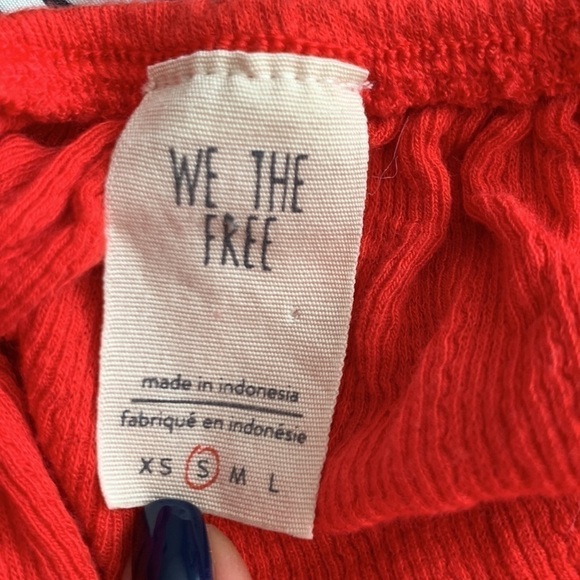 WE THE
FREE
made in indonesia
fabriqué en indonésie
XS S M L